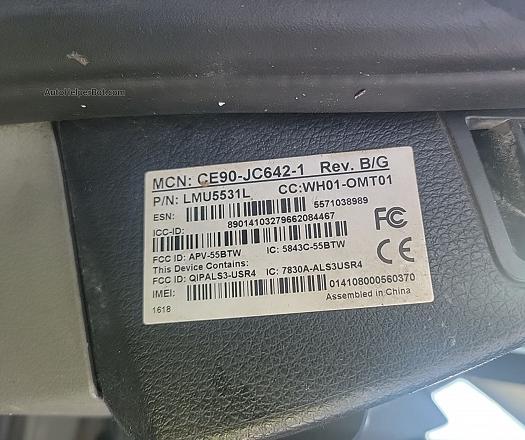 AutoHelperBot.com
MCN: CE90-JC642-1 Rev. B/G
P/N: LMU5531L CC:WH01-OMT01
ESN: 5571038989
ICC-ID: 89014103279662084467
FCC ID: APV-55BTW IC: 5843C-55BTW
This Device Contains:
FCC ID: QIPALS3-USR4 IC: 7830A-ALS3USR4
IMEI: 014108000560370
1618 Assembled in China
FC
CE